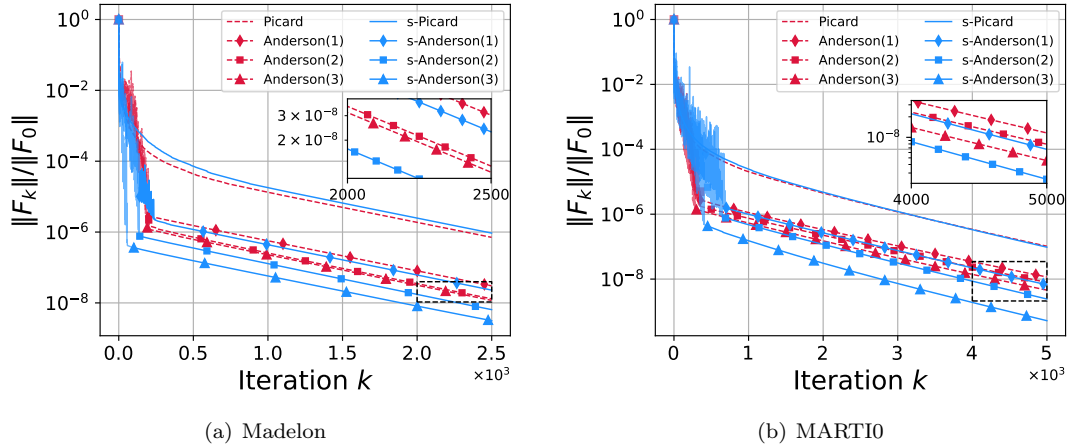 Picard
Anderson(1)
Anderson(2)
Anderson(3)
s-Picard
s-Anderson(1)
s-Anderson(2)
s-Anderson(3)
‖F_k‖/‖F_0‖
10^0
10^-2
10^-4
10^-6
10^-8
3 × 10^-8
2 × 10^-8
2000 2500
0.0 0.5 1.0 1.5 2.0 2.5
×10^3
Iteration k
(a) Madelon
Picard
Anderson(1)
Anderson(2)
Anderson(3)
s-Picard
s-Anderson(1)
s-Anderson(2)
s-Anderson(3)
‖F_k‖/‖F_0‖
10^0
10^-2
10^-4
10^-6
10^-8
10^-8
4000 5000
0 1 2 3 4 5
×10^3
Iteration k
(b) MARTI0